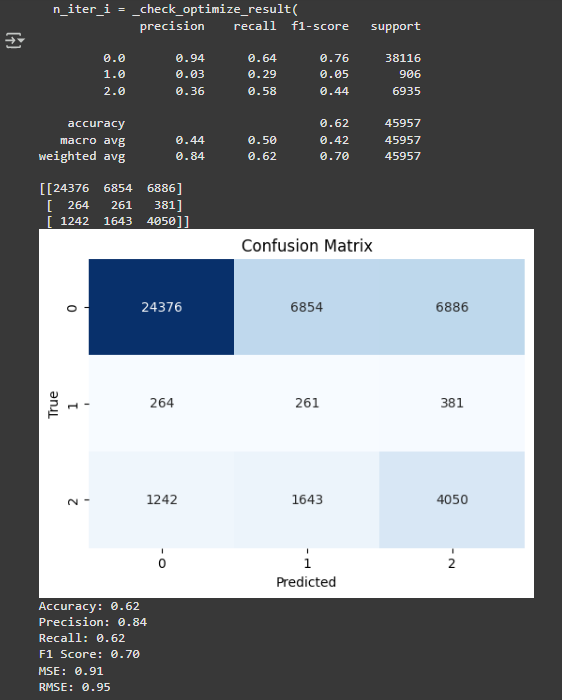 n_iter_i = _check_optimize_result(
precision recall f1-score support
0.0 0.94 0.64 0.76 38116
1.0 0.03 0.29 0.05 906
2.0 0.36 0.58 0.44 6935
accuracy 0.62 45957
macro avg 0.44 0.50 0.42 45957
weighted avg 0.84 0.62 0.70 45957
[[24376 6854 6886]
[ 264 261 381]
[ 1242 1643 4050]]
Confusion Matrix
0 24376 6854 6886
True
1 264 261 381
2 1242 1643 4050
0 1 2
Predicted
Accuracy: 0.62
Precision: 0.84
Recall: 0.62
F1 Score: 0.70
MSE: 0.91
RMSE: 0.95